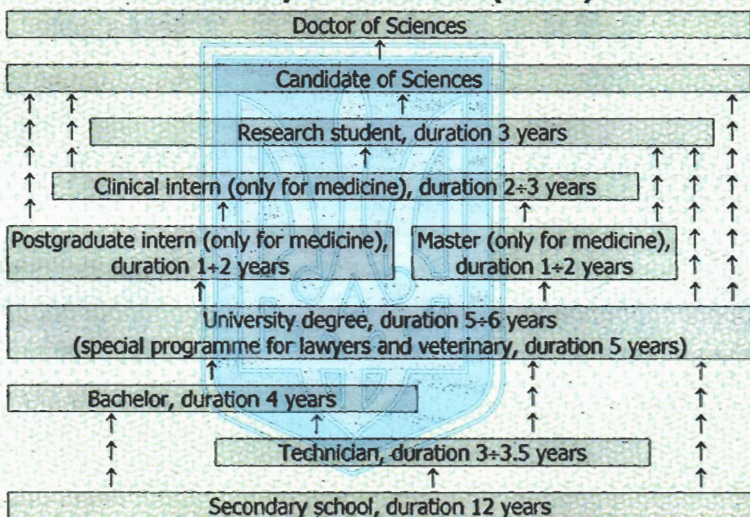 Doctor of Sciences
Candidate of Sciences
Research student, duration 3 years
Clinical intern (only for medicine), duration 2÷3 years
Postgraduate intern (only for medicine),
duration 1÷2 years
Master (only for medicine),
duration 1÷2 years
University degree, duration 5÷6 years
(special programme for lawyers and veterinary, duration 5 years)
Bachelor, duration 4 years
Technician, duration 3÷3.5 years
Secondary school, duration 12 years